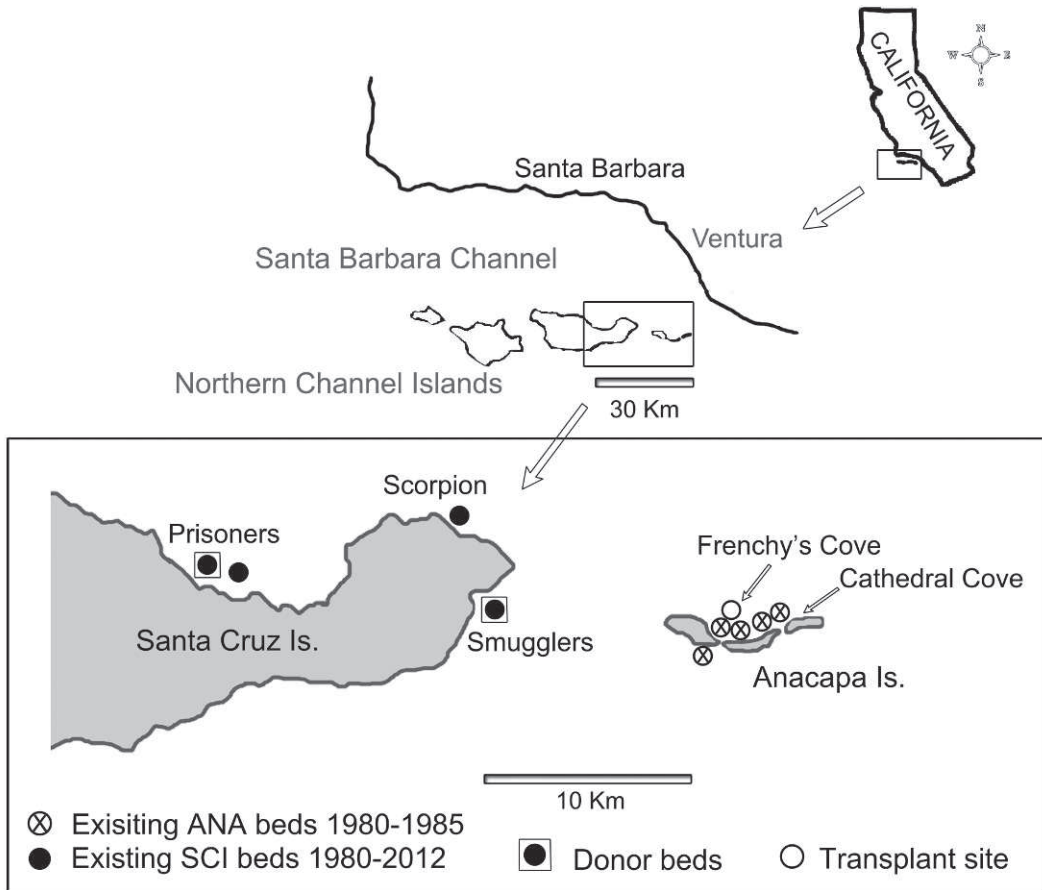 N
W E
S
CALIFORNIA
Santa Barbara
Ventura
Santa Barbara Channel
Northern Channel Islands
30 Km
Scorpion
Prisoners
Frenchy's Cove
Cathedral Cove
Santa Cruz Is.
Smugglers
Anacapa Is.
10 Km
Exisiting ANA beds 1980-1985
Existing SCI beds 1980-2012
Donor beds
Transplant site